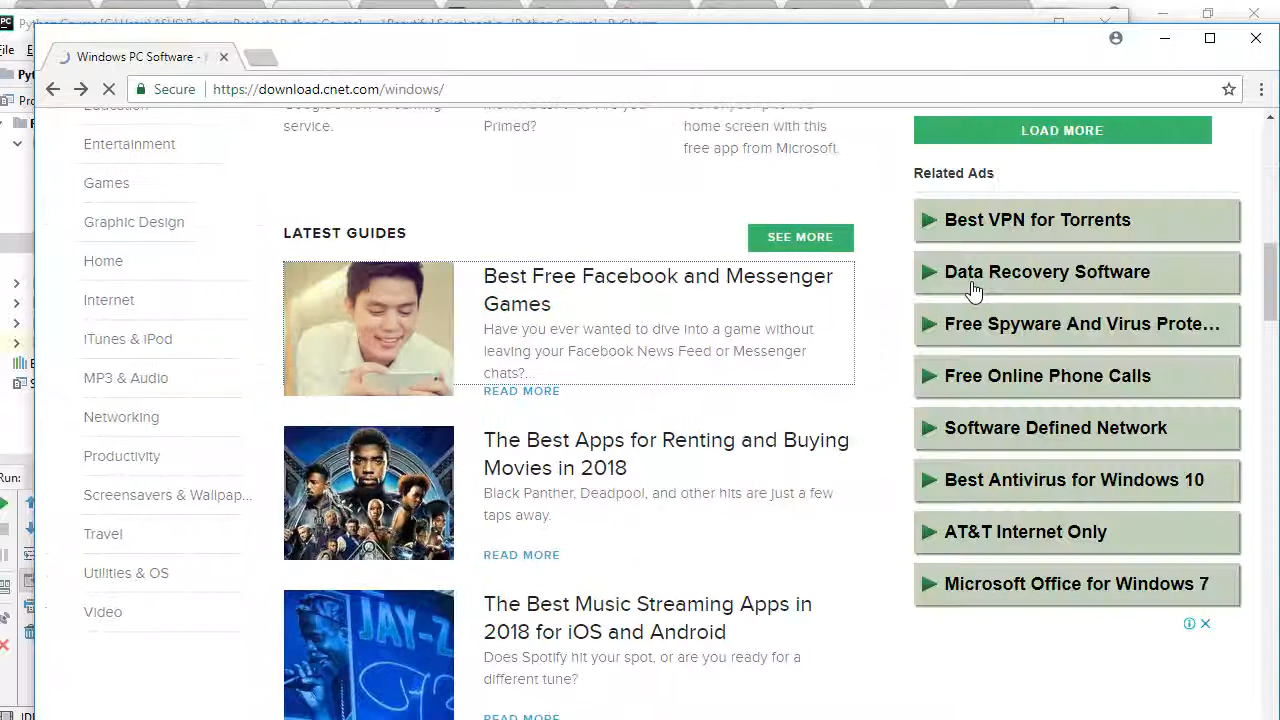 Windows PC Software -
Secure
https://download.cnet.com/windows/
Entertainment
Games
Graphic Design
Home
Internet
iTunes & iPod
MP3 & Audio
Networking
Productivity
Screensavers & Wallpap...
Travel
Utilities & OS
Video
service.
Primed?
home screen with this
free app from Microsoft.
LATEST GUIDES
SEE MORE
Best Free Facebook and Messenger
Games
Have you ever wanted to dive into a game without
leaving your Facebook News Feed or Messenger
chats?...
READ MORE
The Best Apps for Renting and Buying
Movies in 2018
Black Panther, Deadpool, and other hits are just a few
taps away.
READ MORE
JAY-Z
The Best Music Streaming Apps in
2018 for iOS and Android
Does Spotify hit your spot, or are you ready for a
different tune?
READ MORE
LOAD MORE
Related Ads
Best VPN for Torrents
Data Recovery Software
Free Spyware And Virus Prote...
Free Online Phone Calls
Software Defined Network
Best Antivirus for Windows 10
AT&T Internet Only
Microsoft Office for Windows 7
Run: